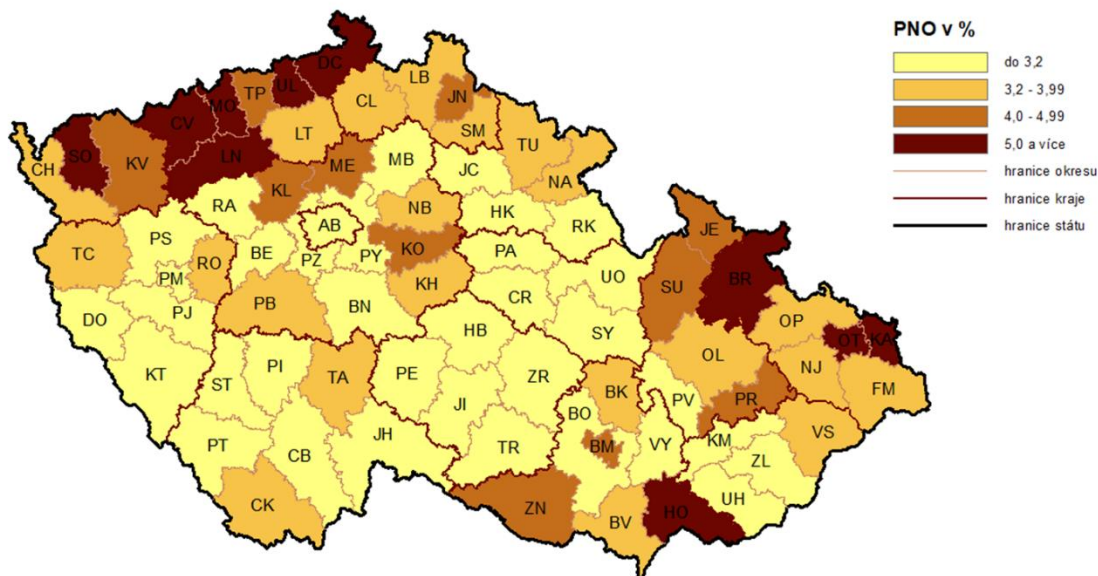 PNO v %
do 3,2
3,2 - 3,99
4,0 - 4,99
5,0 a více
hranice okresu
hranice kraje
hranice státu
DC
LB
UL
TP
MO
CL
JN
CV
LT
SM
TU
SO
KV
LN
ME
MB
JC
NA
CH
KL
RA
NB
HK
RK
AB
TC
PS
RO
BE
PZ
PY
KO
PA
UO
JE
PM
KH
CR
SU
BR
DO
PJ
PB
BN
HB
SY
OP
OT
KA
KT
ST
PI
TA
PE
ZR
BK
OL
NJ
FM
JI
BO
PV
PR
PT
CB
JH
TR
BM
VY
KM
VS
ZL
CK
ZN
BV
HO
UH